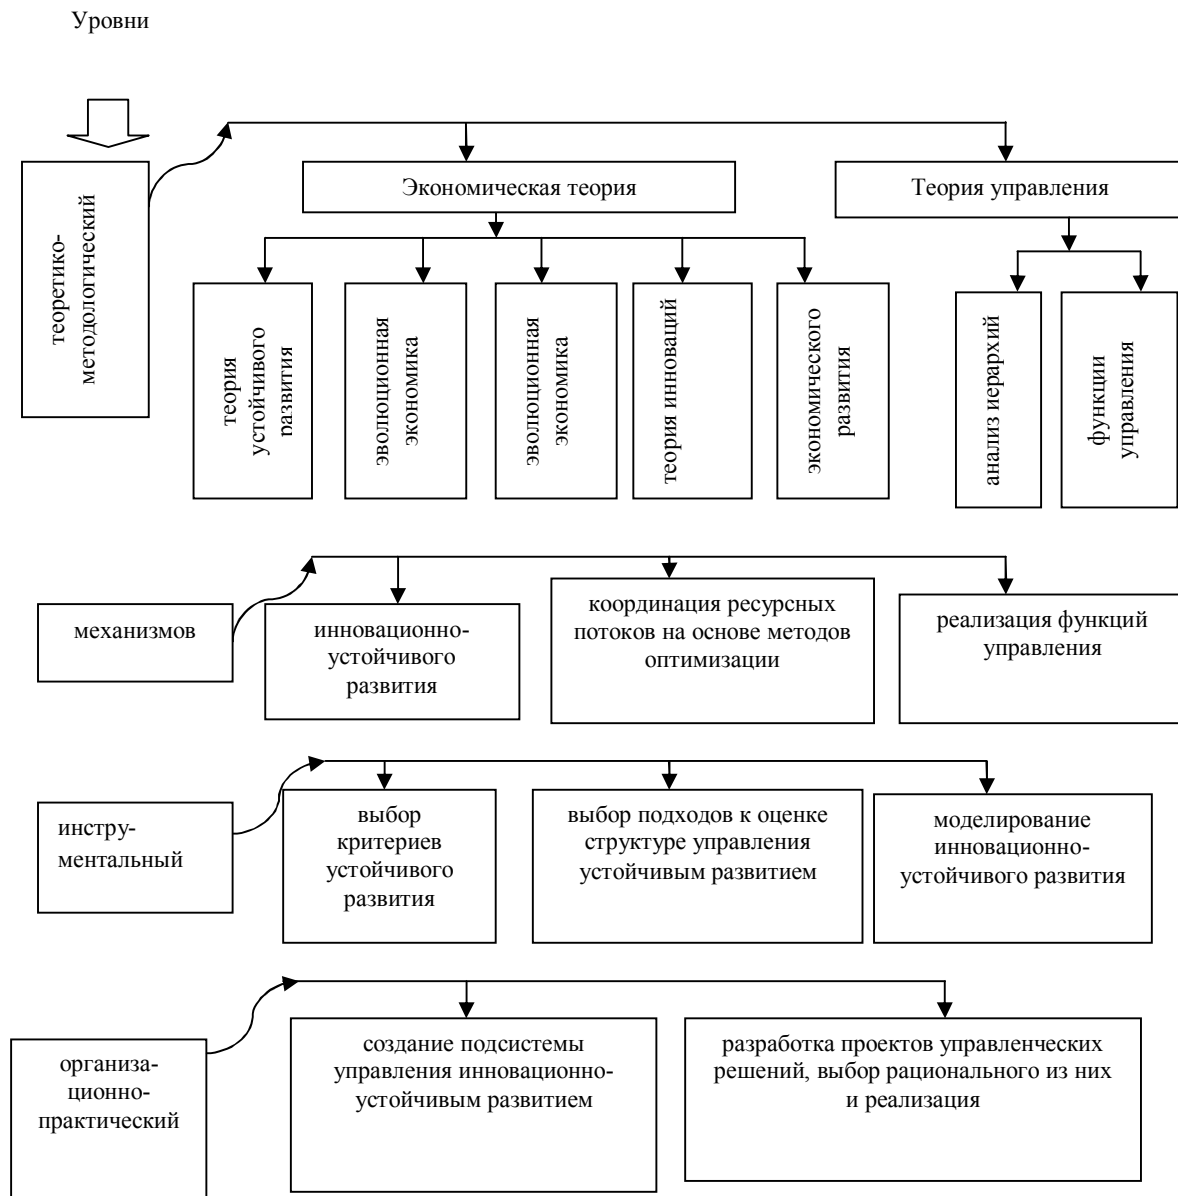 Уровни
теоретико-
методологический
Экономическая теория
Теория управления
теория
устойчивого
развития
эволюционная
экономика
эволюционная
экономика
теория инноваций
экономического
развития
анализ иерархий
функции
управления
механизмов
инновационно-
устойчивого
развития
координация ресурсных
потоков на основе методов
оптимизации
реализация функций
управления
инстру-
ментальный
выбор
критериев
устойчивого
развития
выбор подходов к оценке
структуре управления
устойчивым развитием
моделирование
инновационно-
устойчивого развития
организа-
ционно-
практический
создание подсистемы
управления инновационно-
устойчивым развитием
разработка проектов управленческих
решений, выбор рационального из них
и реализация